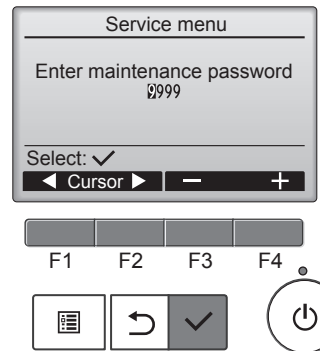 Service menu
Enter maintenance password
9999
Select: ✓
◀ Cursor ▶ − +
F1 F2 F3 F4